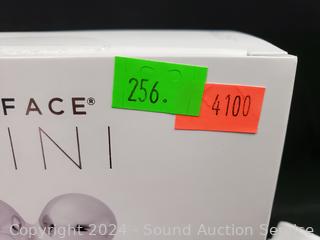 256.
4100
FACE®
INI
Copyright 2024 - Sound Auction Service